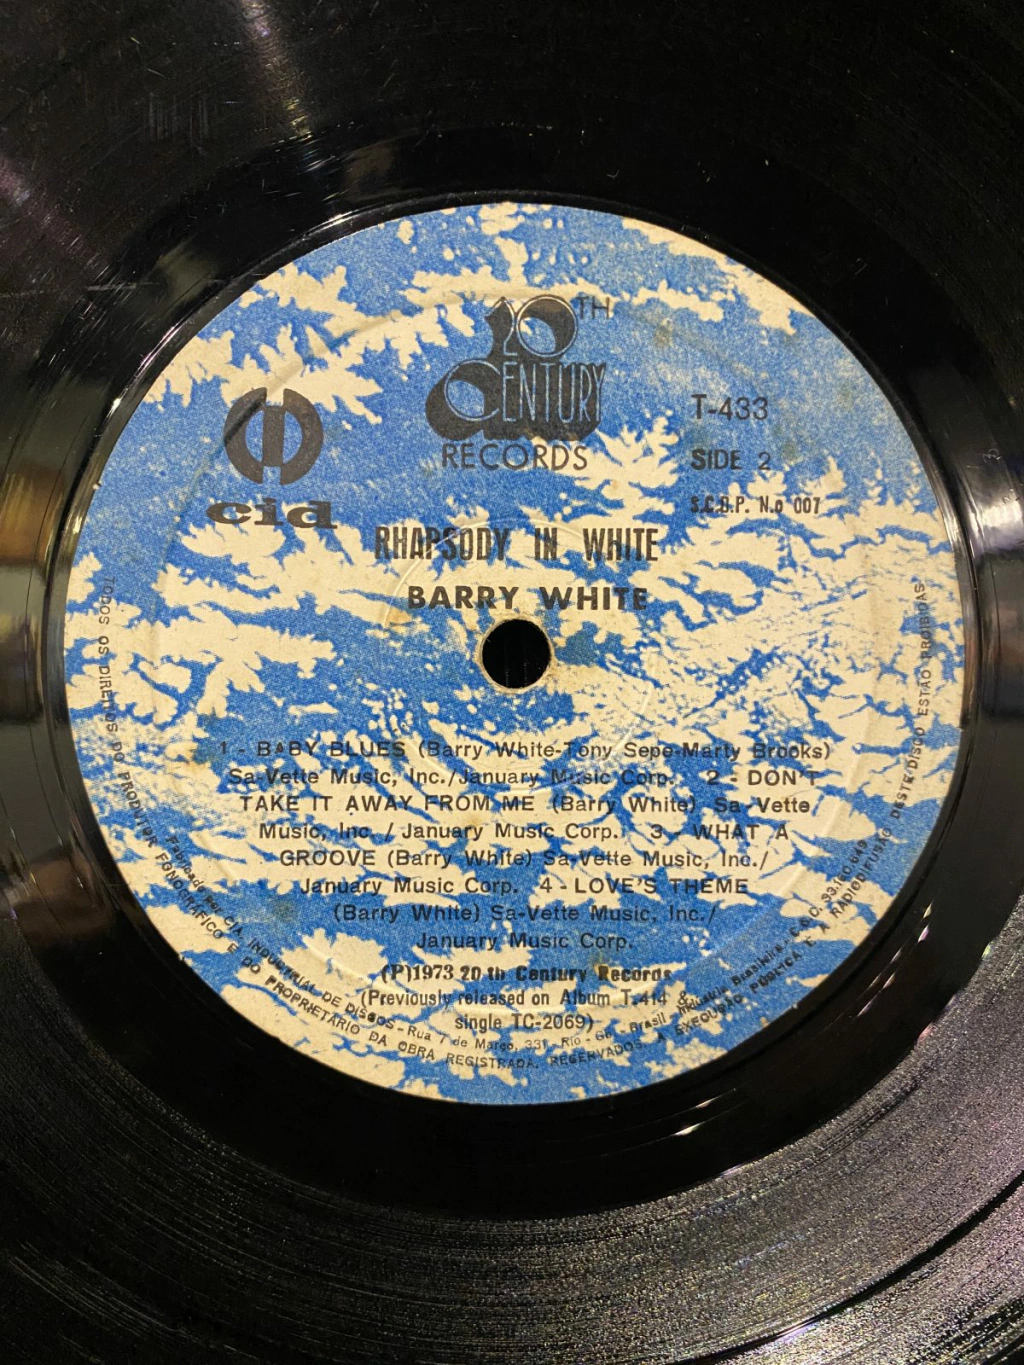 20TH
CENTURY
RECORDS
cid
T-433
SIDE 2
S.C.D.P. N.o 007
RHAPSODY IN WHITE
BARRY WHITE
1 - BABY BLUES (Barry White-Tony Sepe-Marty Brooks)
Sa-Vette Music, Inc./January Music Corp. 2 - DON'T
TAKE IT AWAY FROM ME (Barry White) Sa-Vette
Music, Inc. / January Music Corp. 3 - WHAT A
GROOVE (Barry White) Sa-Vette Music, Inc./
January Music Corp. 4 - LOVE'S THEME
(Barry White) Sa-Vette Music, Inc./
January Music Corp.
(P)1973 20 th Century Records
(Previously released on Album T-414 &
single TC-2069)
Fabricado por CIA. INDUSTRIAL DE DISCOS - Rua 7 de Março, 331 - Rio - Gb. - Brasil - Indústria Brasileira - C.G.C.
TODOS OS DIREITOS DO PRODUTOR FONOGRÁFICO E DO PROPRIETÁRIO DA OBRA REGISTRADA, RESERVADOS. A EXECUÇÃO PÚBLICA E A RADIODIFUSÃO DESTE DISCO ESTÃO PROIBIDAS